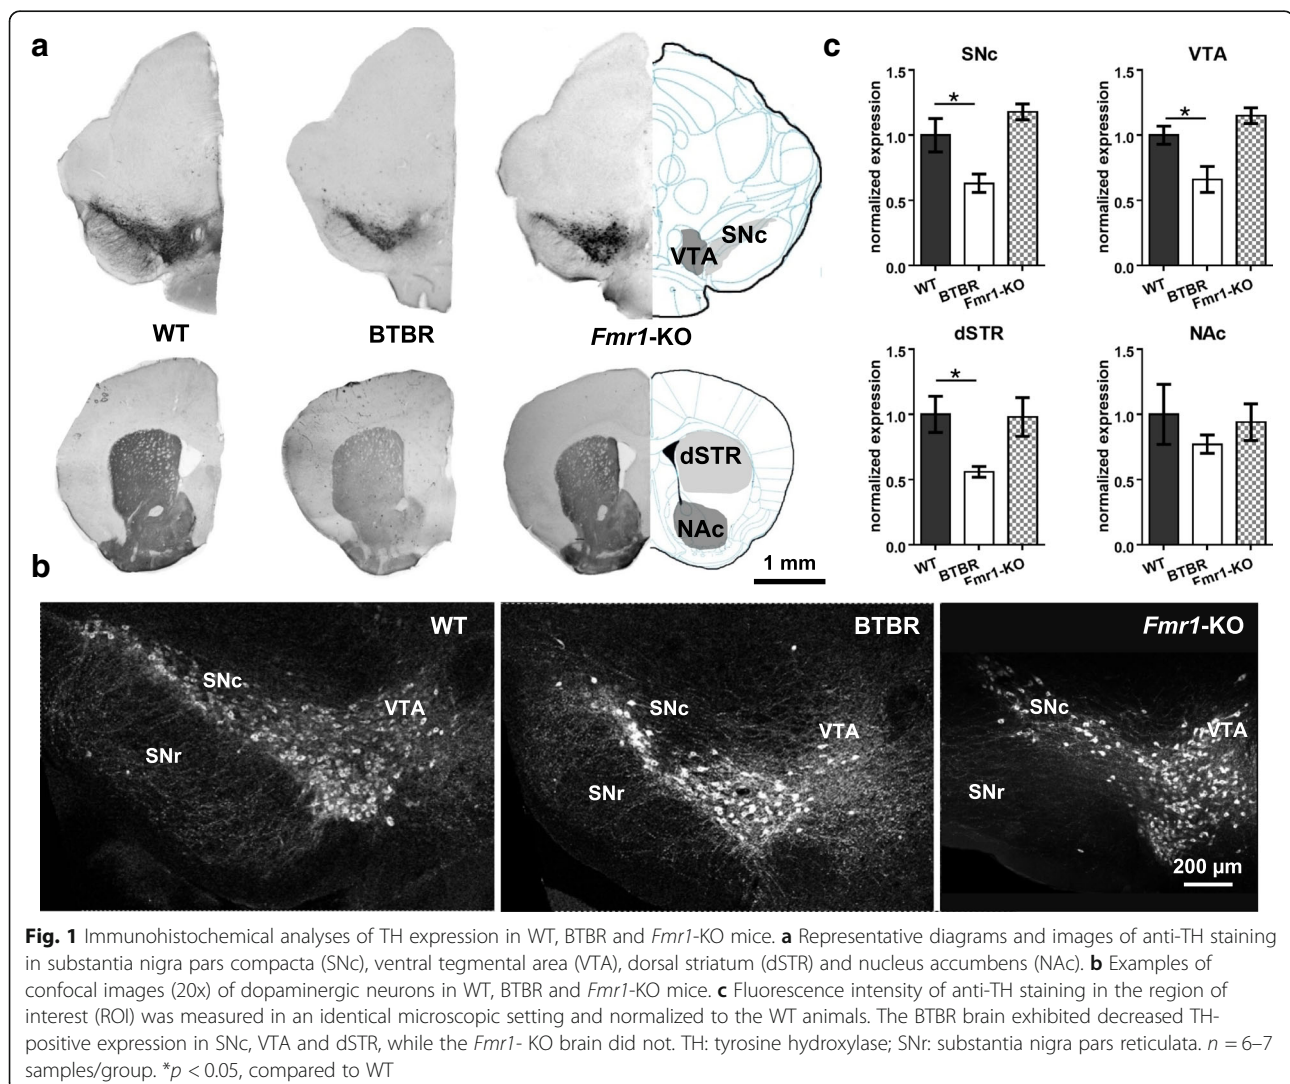 a
VTA
SNc
WT
BTBR
Fmr1-KO
dSTR
NAc
1 mm
c
SNc
normalized expression
1.5
1.0
0.5
0.0
*
WT
BTBR
Fmr1-KO
VTA
normalized expression
1.5
1.0
0.5
0.0
*
WT
BTBR
Fmr1-KO
dSTR
normalized expression
1.5
1.0
0.5
0.0
*
WT
BTBR
Fmr1-KO
NAc
normalized expression
1.5
1.0
0.5
0.0
WT
BTBR
Fmr1-KO
b
WT
SNc
VTA
SNr
BTBR
SNc
VTA
SNr
Fmr1-KO
SNc
VTA
SNr
200 µm
Fig. 1 Immunohistochemical analyses of TH expression in WT, BTBR and Fmr1-KO mice. a Representative diagrams and images of anti-TH staining
in substantia nigra pars compacta (SNc), ventral tegmental area (VTA), dorsal striatum (dSTR) and nucleus accumbens (NAc). b Examples of
confocal images (20x) of dopaminergic neurons in WT, BTBR and Fmr1-KO mice. c Fluorescence intensity of anti-TH staining in the region of
interest (ROI) was measured in an identical microscopic setting and normalized to the WT animals. The BTBR brain exhibited decreased TH-
positive expression in SNc, VTA and dSTR, while the Fmr1- KO brain did not. TH: tyrosine hydroxylase; SNr: substantia nigra pars reticulata. n = 6–7
samples/group. *p < 0.05, compared to WT